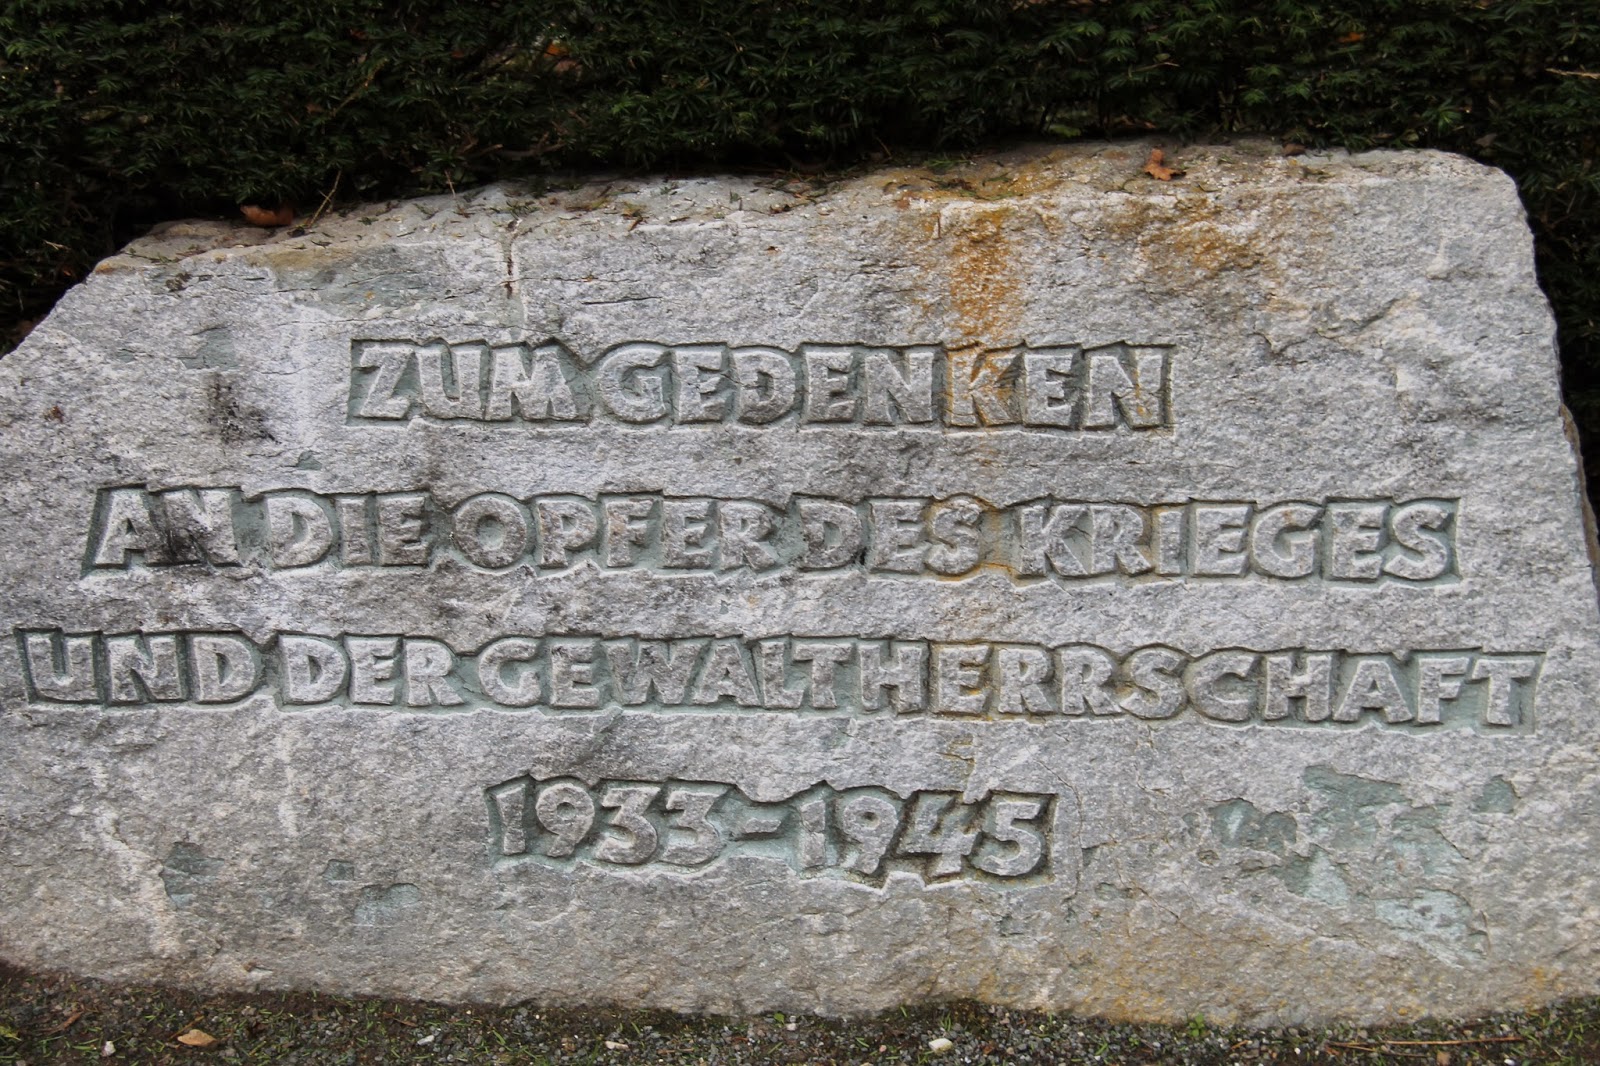 ZUM GEDENKEN
AN DIE OPFER DES KRIEGES
UND DER GEWALTHERRSCHAFT
1933-1945